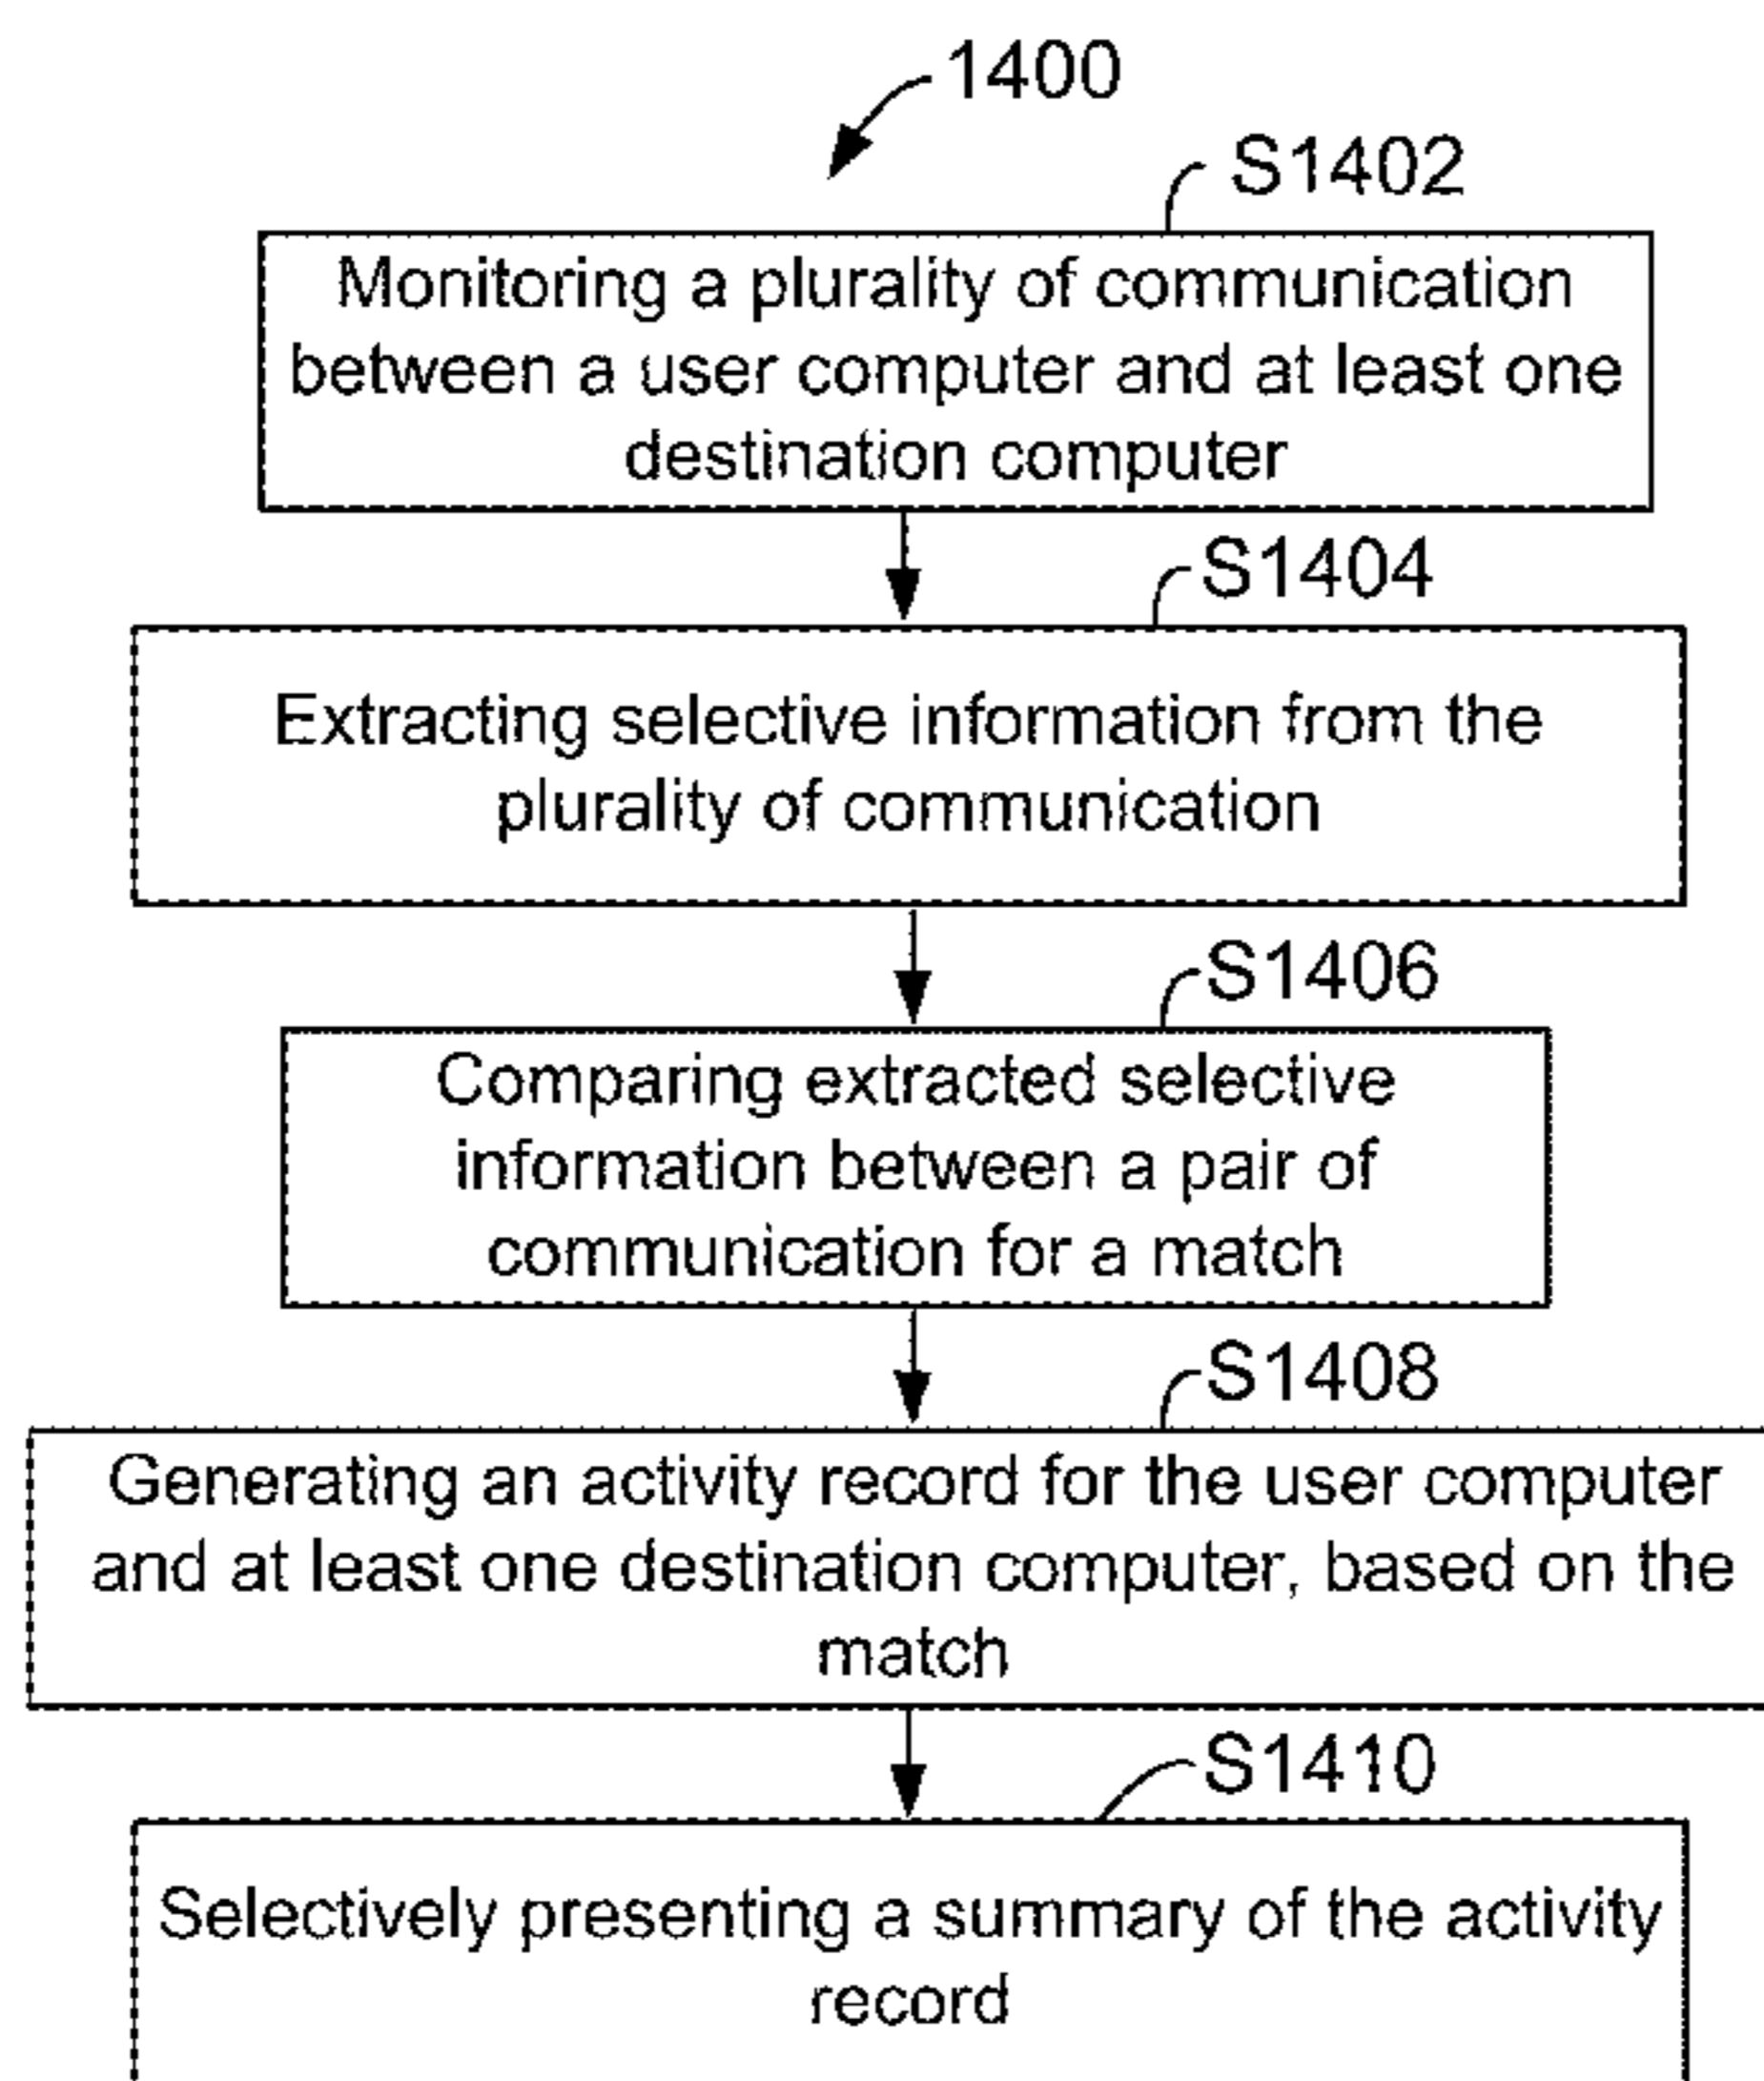 1400
S1402
Monitoring a plurality of communication
between a user computer and at least one
destination computer
S1404
Extracting selective information from the
plurality of communication
S1406
Comparing extracted selective
information between a pair of
communication for a match
S1408
Generating an activity record for the user computer
and at least one destination computer, based on the
match
S1410
Selectively presenting a summary of the activity
record